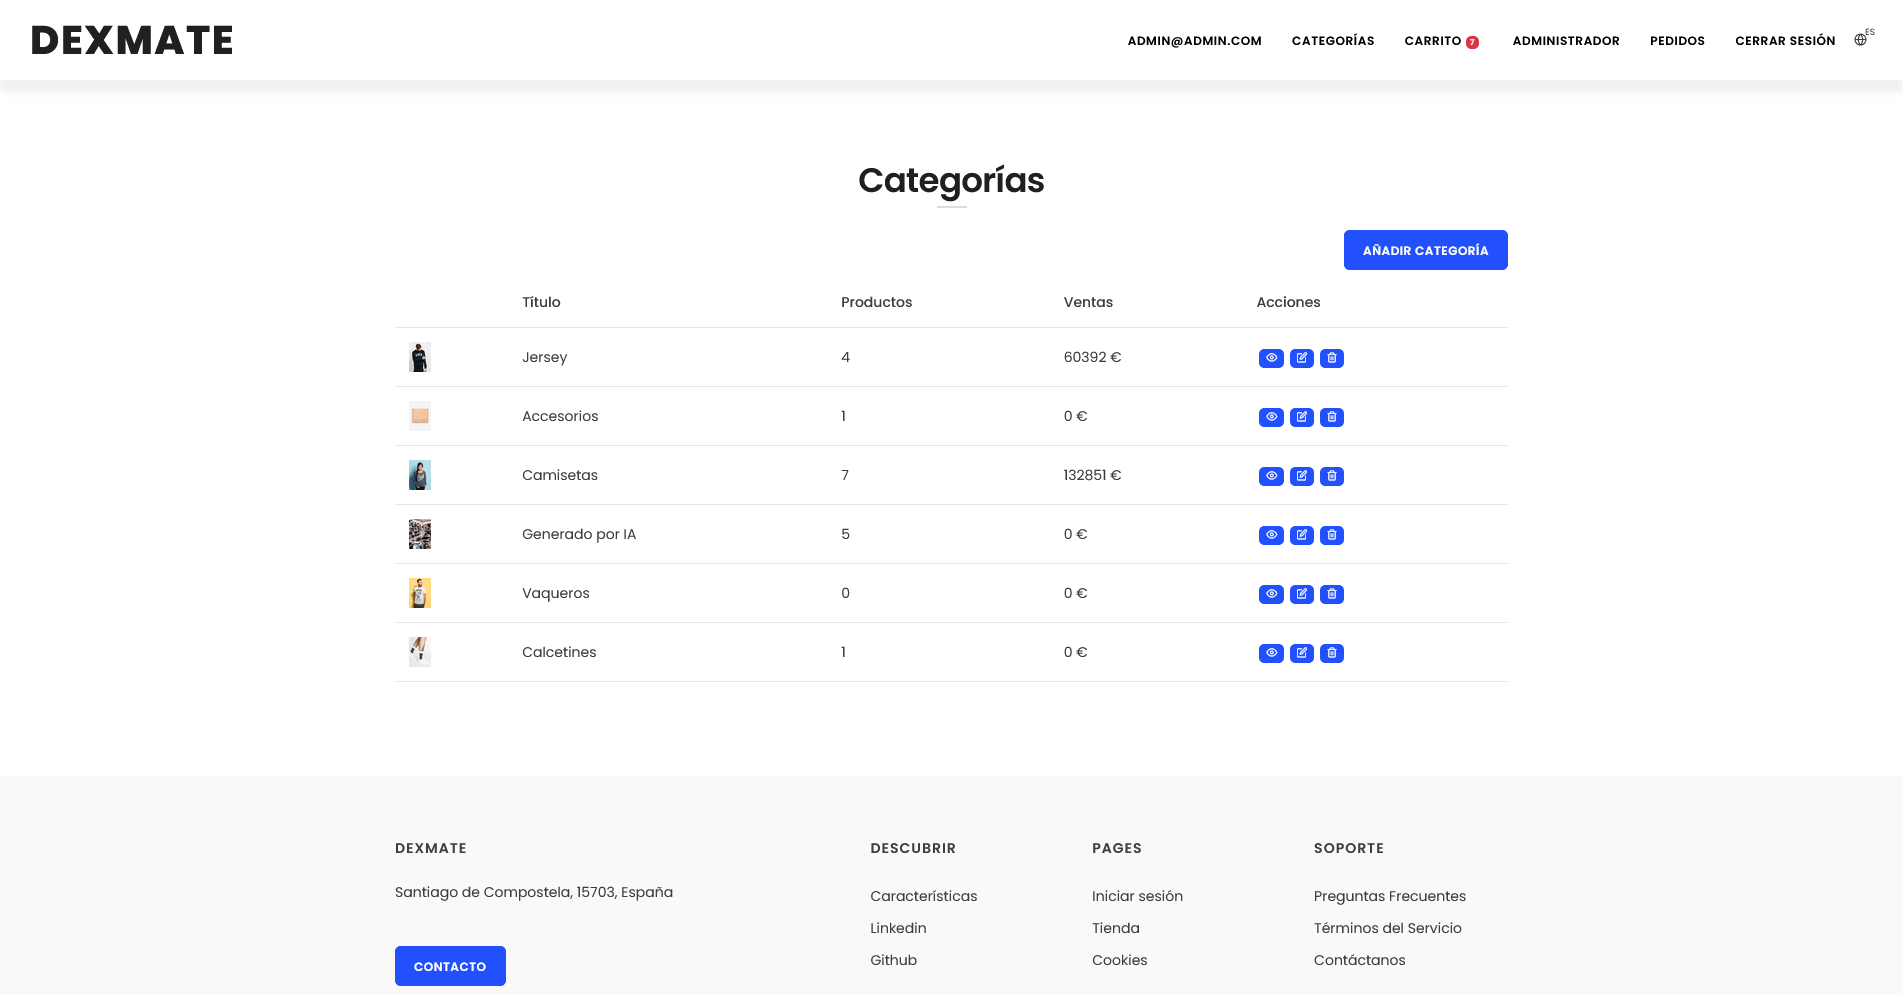 DEXMATE
ADMIN@ADMIN.COM CATEGORÍAS CARRITO 7 ADMINISTRADOR PEDIDOS CERRAR SESIÓN ES
Categorías
AÑADIR CATEGORÍA
Título Productos Ventas Acciones
Jersey 4 60392 €
Accesorios 1 0 €
Camisetas 7 132851 €
Generado por IA 5 0 €
Vaqueros 0 0 €
Calcetines 1 0 €
DEXMATE DESCUBRIR PAGES SOPORTE
Santiago de Compostela, 15703, España
Características Iniciar sesión Preguntas Frecuentes
Linkedin Tienda Términos del Servicio
Github Cookies Contáctanos
CONTACTO